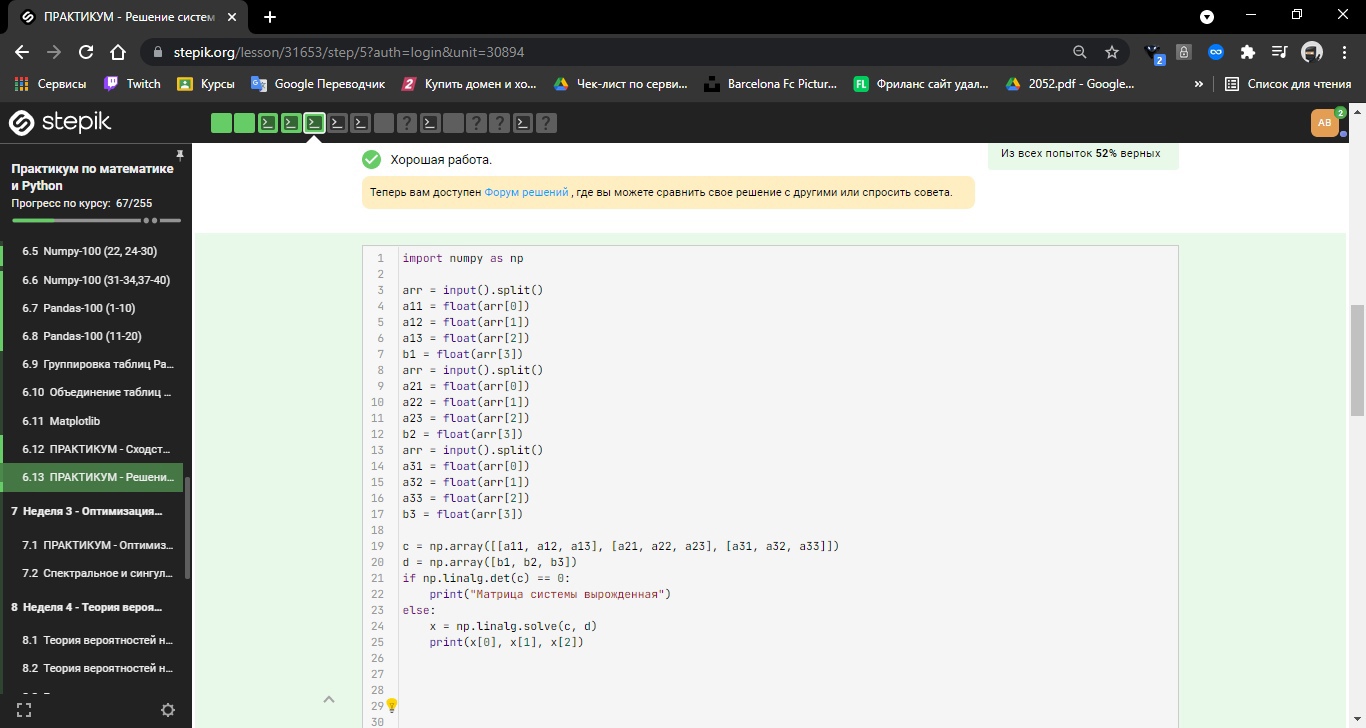 ПРАКТИКУМ - Решение систем
stepik.org/lesson/31653/step/5?auth=login&unit=30894
2
Сервисы
Twitch
Курсы
Google Переводчик
Купить домен и хо...
Чек-лист по серви...
Barcelona Fc Pictur...
FL
Фриланс сайт удал...
2052.pdf - Google...
»
Список для чтения
stepik
? ? ? ?
AB
2
Практикум по математике
и Python
Прогресс по курсу: 67/255
6.5 Numpy-100 (22, 24-30)
6.6 Numpy-100 (31-34,37-40)
6.7 Pandas-100 (1-10)
6.8 Pandas-100 (11-20)
6.9 Группировка таблиц Pa...
6.10 Объединение таблиц ...
6.11 Matplotlib
6.12 ПРАКТИКУМ - Сходст...
6.13 ПРАКТИКУМ - Решени...
7 Неделя 3 - Оптимизация...
7.1 ПРАКТИКУМ - Оптимиз...
7.2 Спектральное и сингул...
8 Неделя 4 - Теория вероя...
8.1 Теория вероятностей н...
8.2 Теория вероятностей н...
Хорошая работа.
Из всех попыток 52% верных
Теперь вам доступен Форум решений , где вы можете сравнить свое решение с другими или спросить совета.
1 import numpy as np
2
3 arr = input().split()
4 a11 = float(arr[0])
5 a12 = float(arr[1])
6 a13 = float(arr[2])
7 b1 = float(arr[3])
8 arr = input().split()
9 a21 = float(arr[0])
10 a22 = float(arr[1])
11 a23 = float(arr[2])
12 b2 = float(arr[3])
13 arr = input().split()
14 a31 = float(arr[0])
15 a32 = float(arr[1])
16 a33 = float(arr[2])
17 b3 = float(arr[3])
18
19 c = np.array([[a11, a12, a13], [a21, a22, a23], [a31, a32, a33]])
20 d = np.array([b1, b2, b3])
21 if np.linalg.det(c) == 0:
22     print("Матрица системы вырожденная")
23 else:
24     x = np.linalg.solve(c, d)
25     print(x[0], x[1], x[2])
26
27
28
29
30